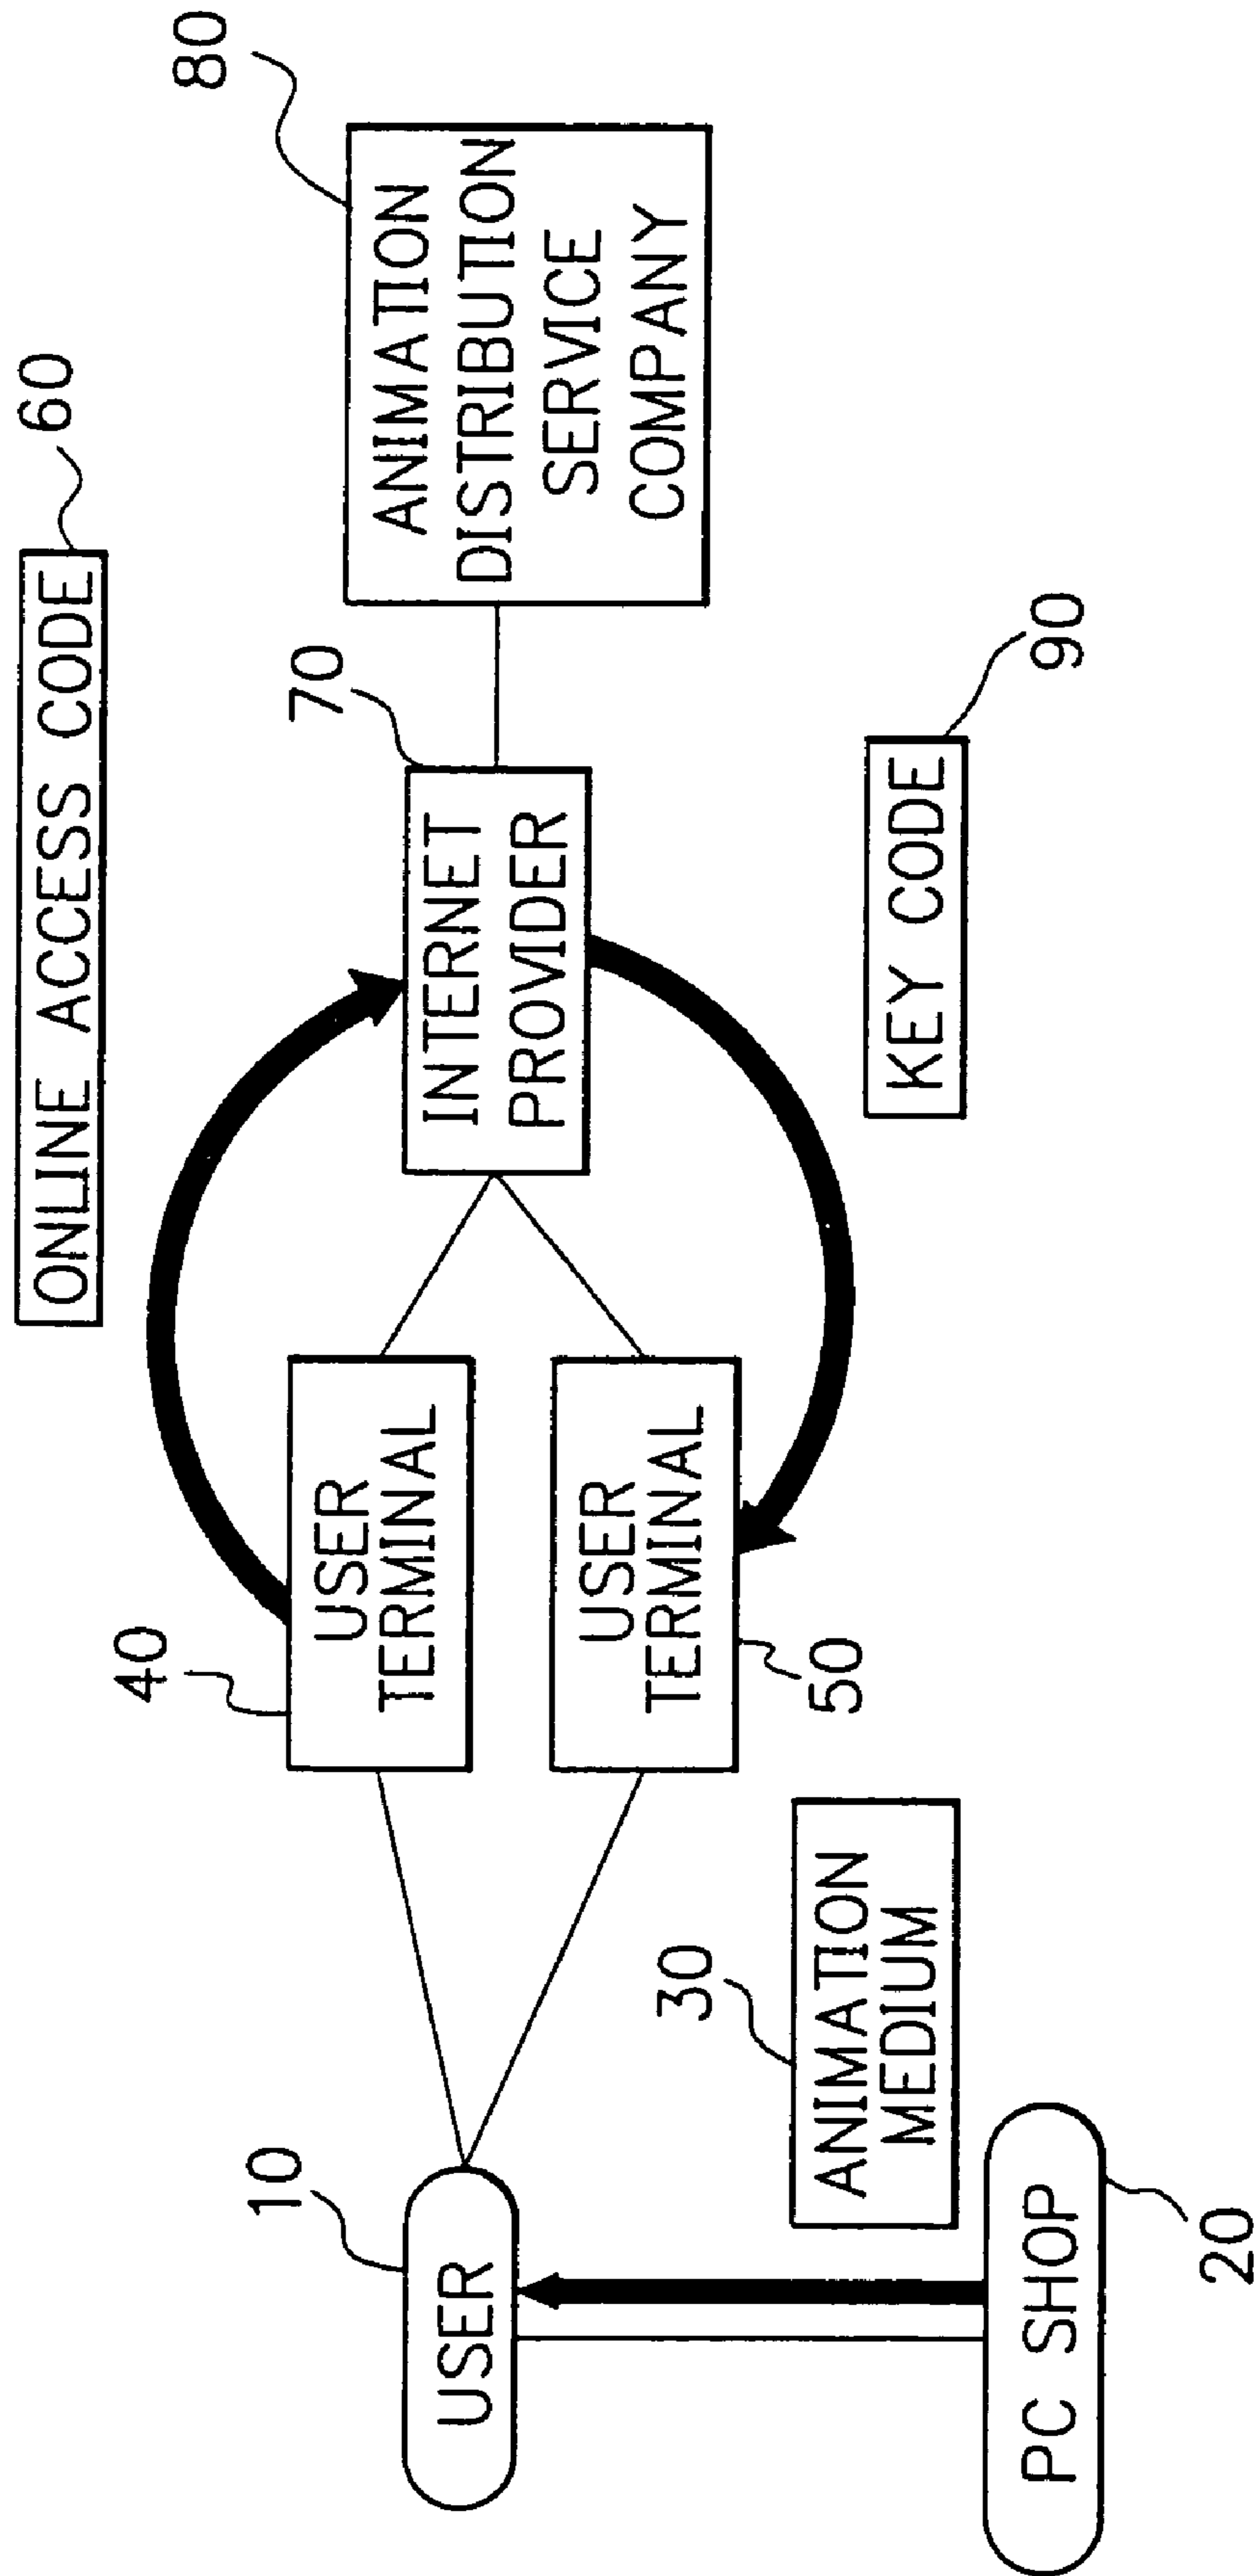 ONLINE ACCESS CODE
60
80
70
ANIMATION
DISTRIBUTION
SERVICE
COMPANY
INTERNET
PROVIDER
40
USER
TERMINAL
USER
TERMINAL
50
KEY CODE
90
10
USER
30
ANIMATION
MEDIUM
PC SHOP
20